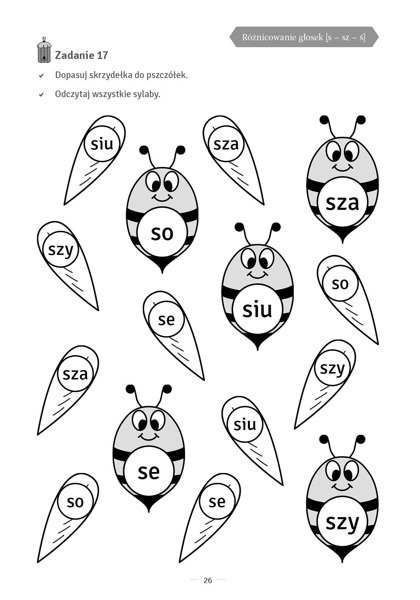 Różnicowanie głosek [s – sz – ś]
Zadanie 17
Dopasuj skrzydełka do pszczółek.
Odczytaj wszystkie sylaby.
siu
sza
sza
so
szy
so
siu
se
sza
szy
siu
se
so
se
szy
26